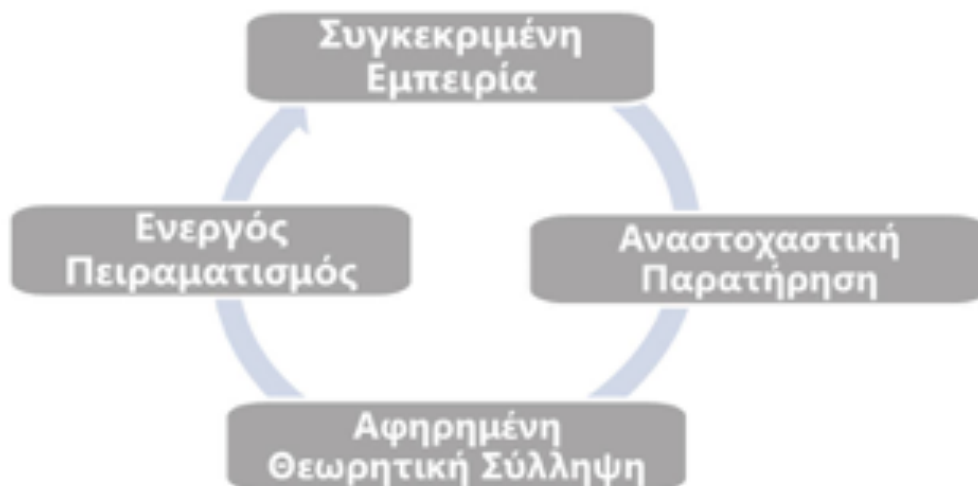 Συγκεκριμένη
Εμπειρία
Ενεργός
Πειραματισμός
Αναστοχαστική
Παρατήρηση
Αφηρημένη
Θεωρητική Σύλληψη